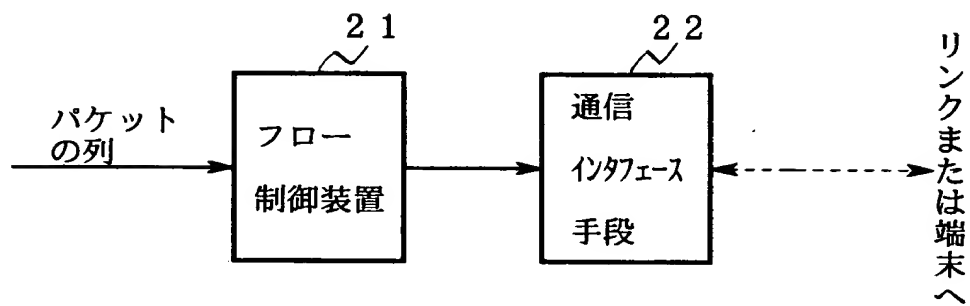 ２１
２２
パケット
の列
フロー
制御装置
通信
インタフェース
手段
リンクまたは端末へ